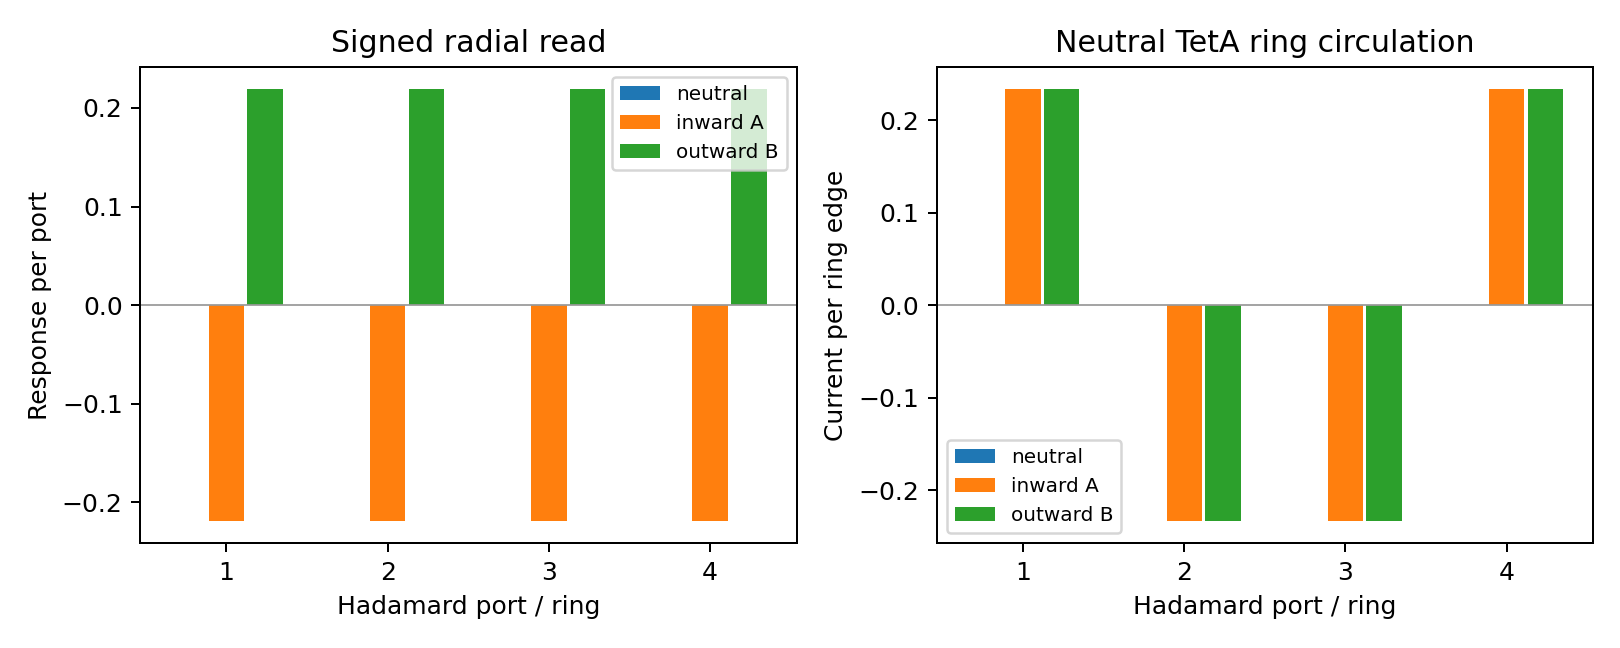 Signed radial read
Response per port
0.2
0.1
0.0
−0.1
−0.2
neutral
inward A
outward B
1 2 3 4
Hadamard port / ring
Neutral TetA ring circulation
Current per ring edge
0.2
0.1
0.0
−0.1
−0.2
neutral
inward A
outward B
1 2 3 4
Hadamard port / ring